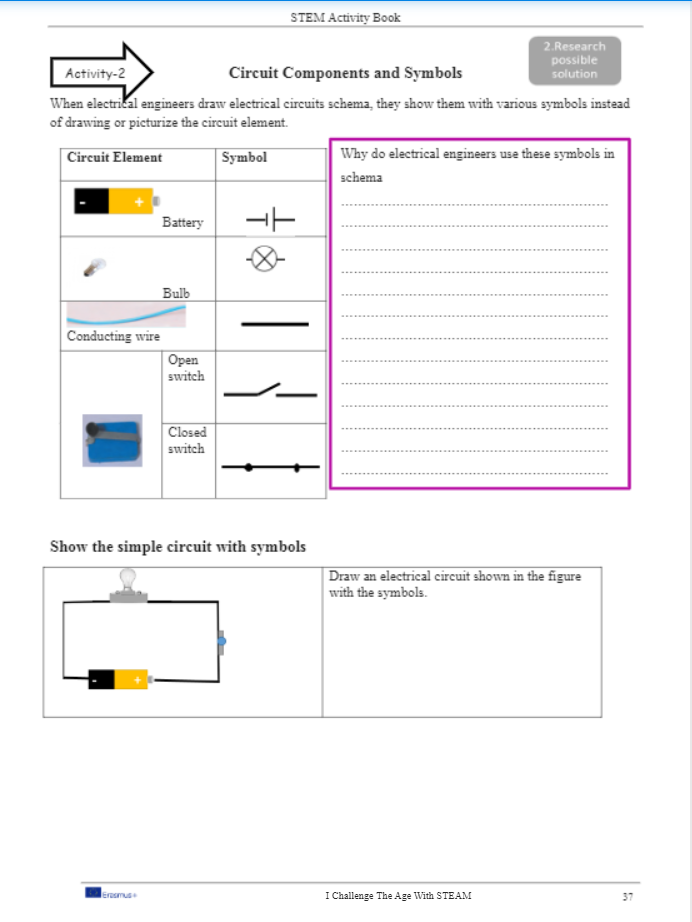 STEM Activity Book
Activity-2
Circuit Components and Symbols
2.Research
possible
solution
When electrical engineers draw electrical circuits schema, they show them with various symbols instead
of drawing or picturize the circuit element.
Circuit Element
Symbol
- +
Battery
Bulb
Conducting wire
Open
switch
Closed
switch
Why do electrical engineers use these symbols in
schema
Show the simple circuit with symbols
- +
Draw an electrical circuit shown in the figure
with the symbols.
Erasmus+
I Challenge The Age With STEAM
37